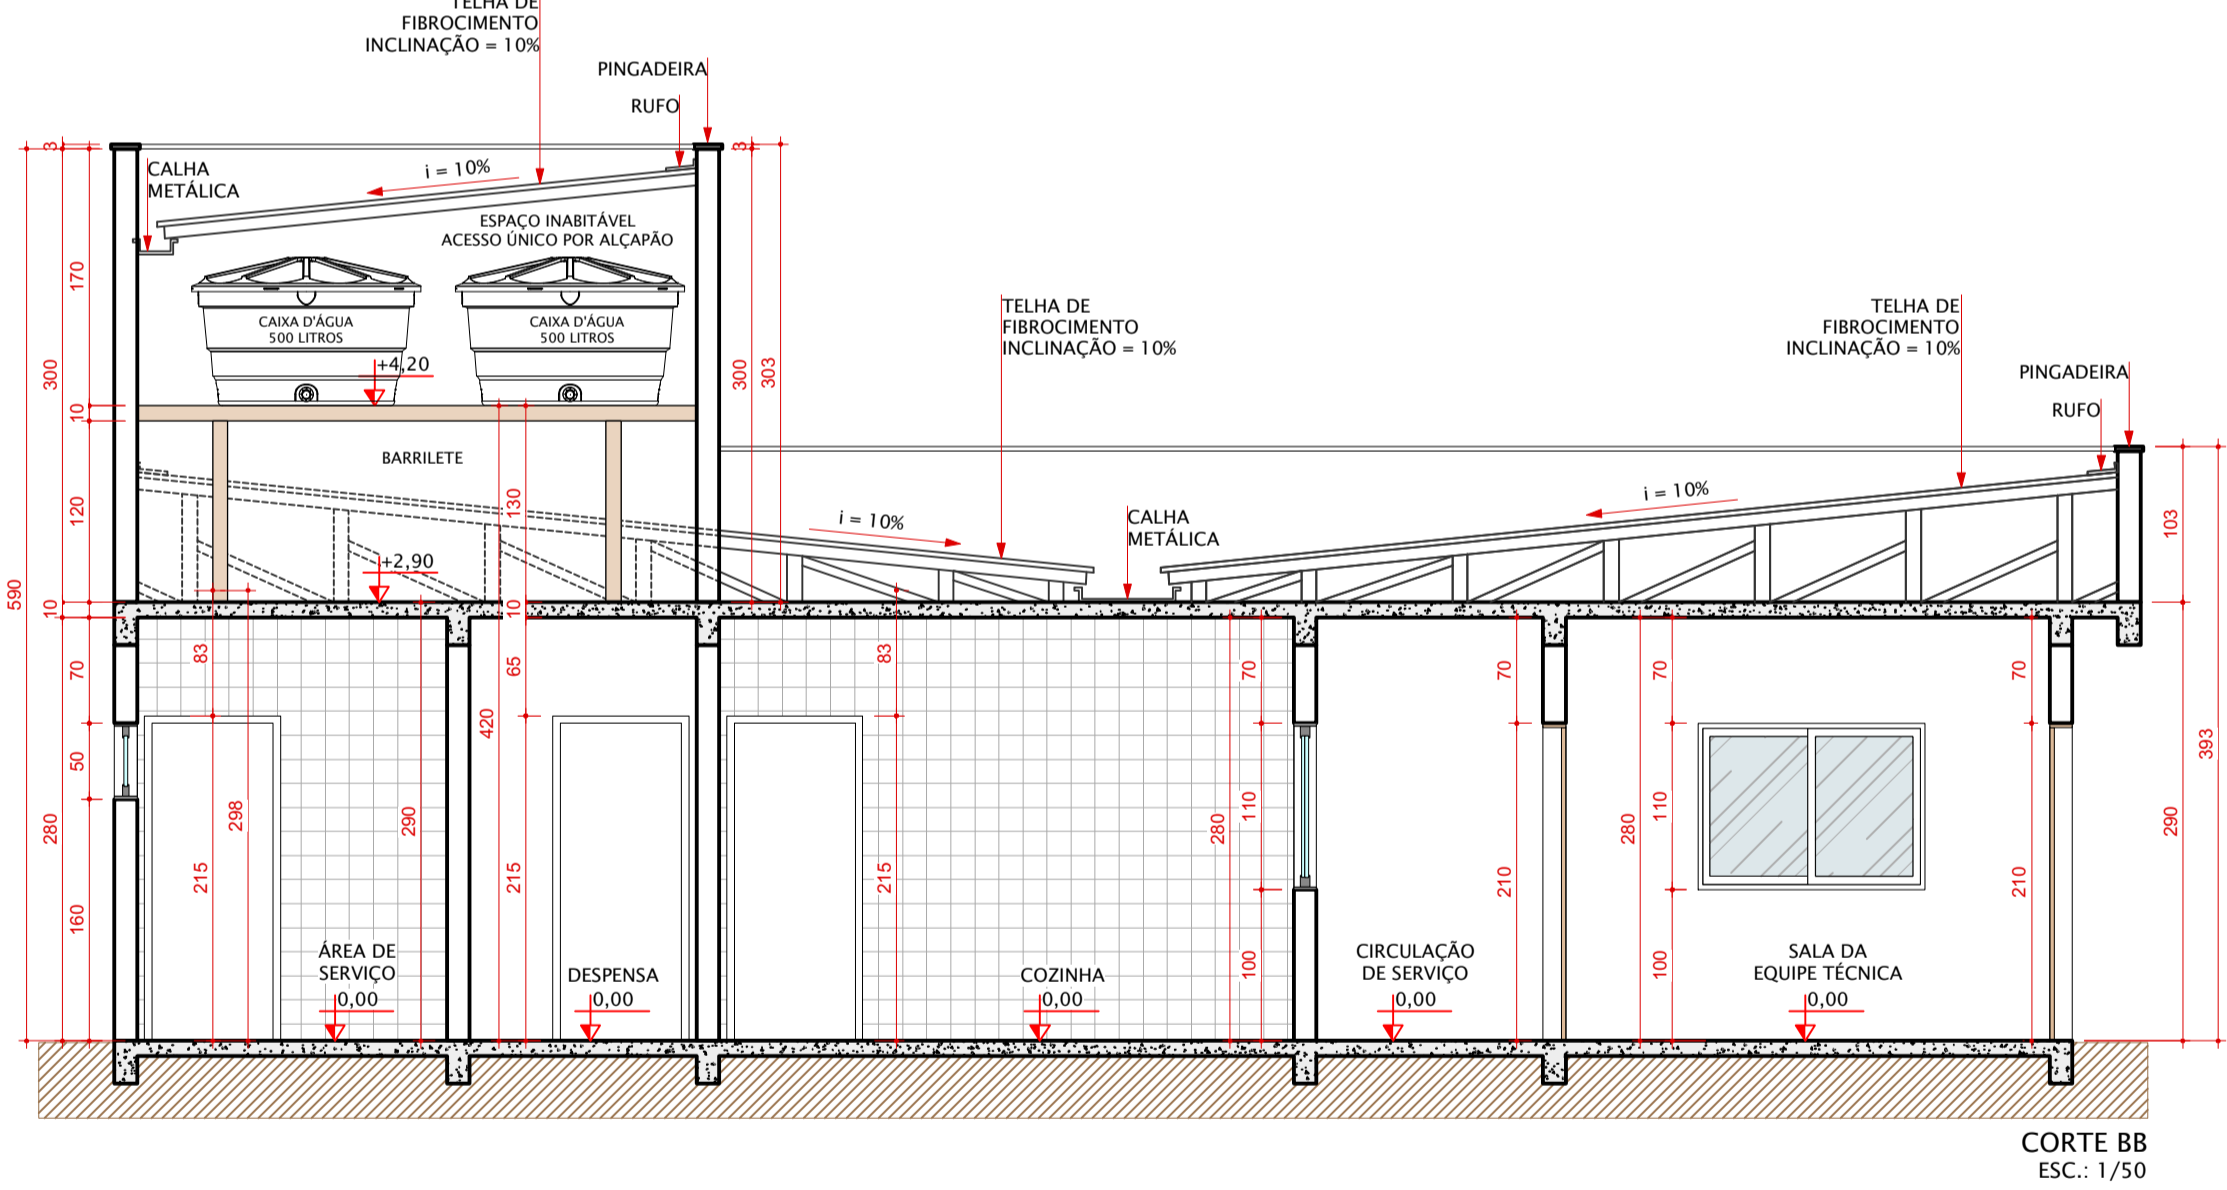 TELHA DE
FIBROCIMENTO
INCLINAÇÃO = 10%
PINGADEIRA
RUFO
CALHA
METÁLICA
i = 10%
ESPAÇO INABITÁVEL
ACESSO ÚNICO POR ALÇAPÃO
CAIXA D'ÁGUA
500 LITROS
CAIXA D'ÁGUA
500 LITROS
+4,20
BARRILETE
+2,90
TELHA DE
FIBROCIMENTO
INCLINAÇÃO = 10%
TELHA DE
FIBROCIMENTO
INCLINAÇÃO = 10%
PINGADEIRA
RUFO
i = 10%
i = 10%
CALHA
METÁLICA
590
3
300
10
280
170
10
120
70
50
160
3
300
303
130
10
65
420
215
83
298
215
290
83
215
280
70
110
100
70
210
280
70
110
100
70
210
103
290
393
ÁREA DE
SERVIÇO
0,00
DESPENSA
0,00
COZINHA
0,00
CIRCULAÇÃO
DE SERVIÇO
0,00
SALA DA
EQUIPE TÉCNICA
0,00
CORTE BB
ESC.: 1/50